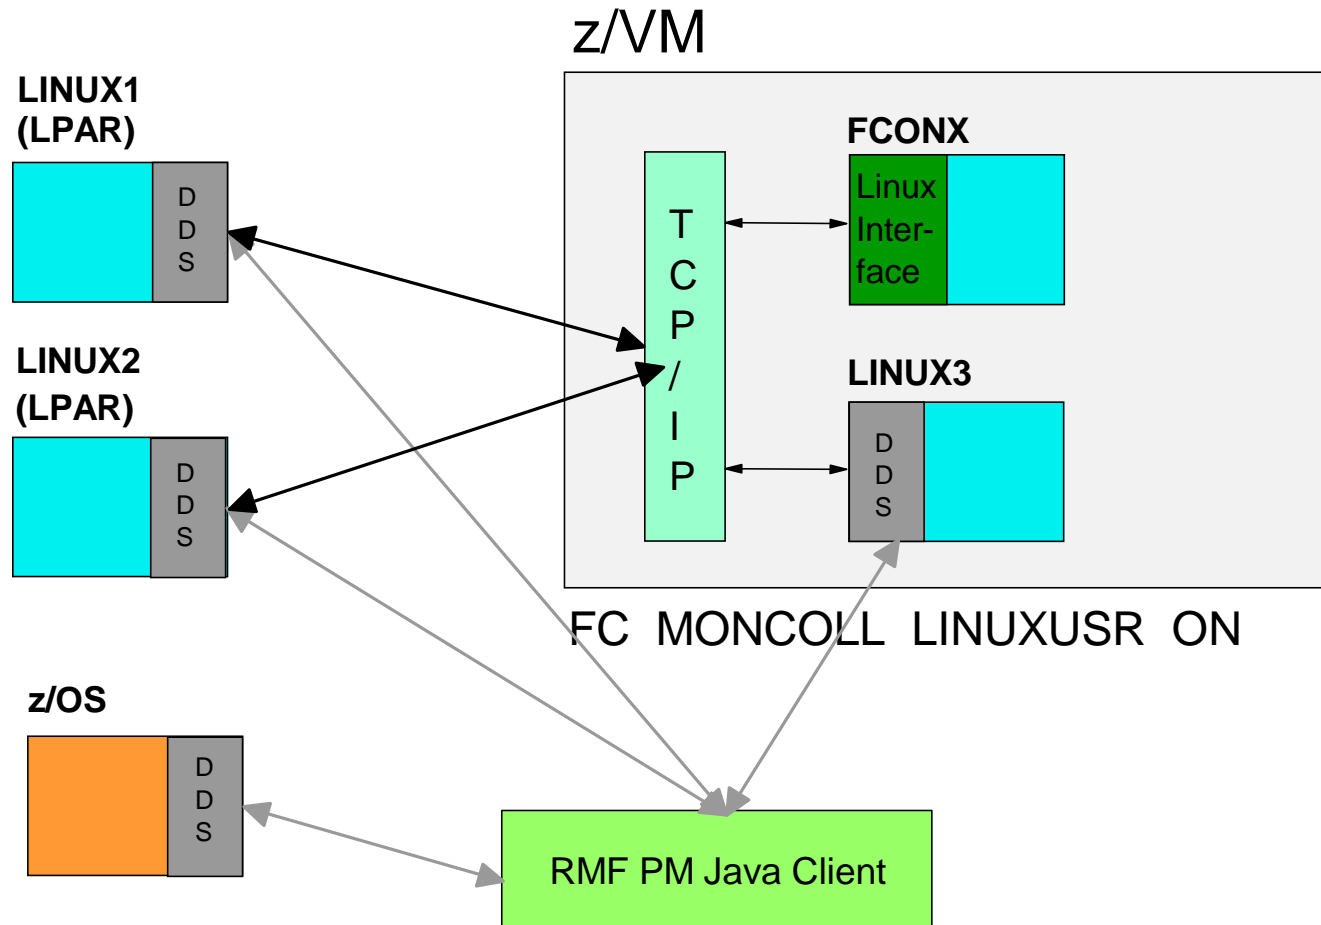 z/VM
LINUX1
(LPAR)
D
D
S
FCONX
Linux
Inter-
face
T
C
P
/
I
P
LINUX2
(LPAR)
D
D
S
LINUX3
D
D
S
FC MONCOLL LINUXUSR ON
z/OS
D
D
S
RMF PM Java Client